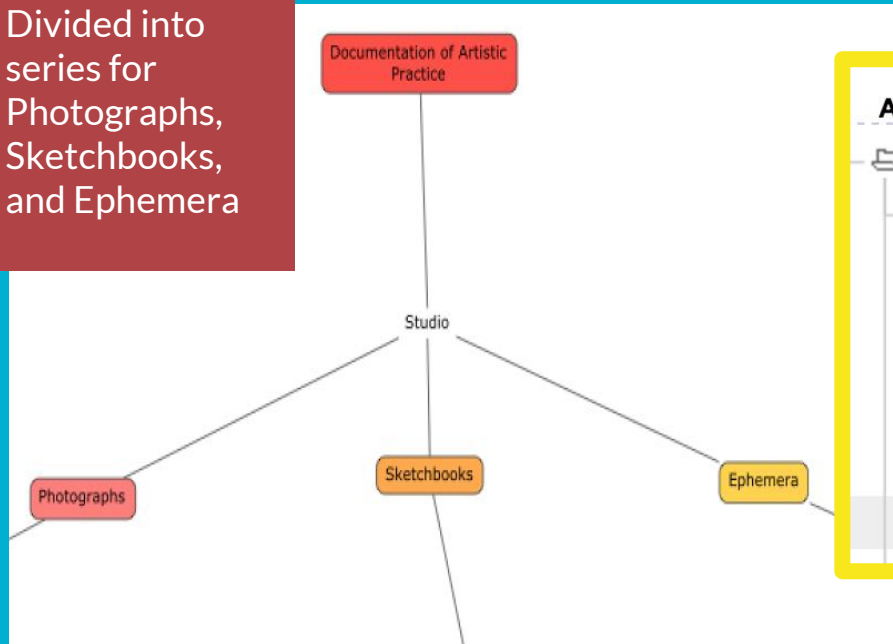 Divided into
series for
Photographs,
Sketchbooks,
and Ephemera
Documentation of Artistic
Practice
A
Studio
Photographs
Sketchbooks
Ephemera